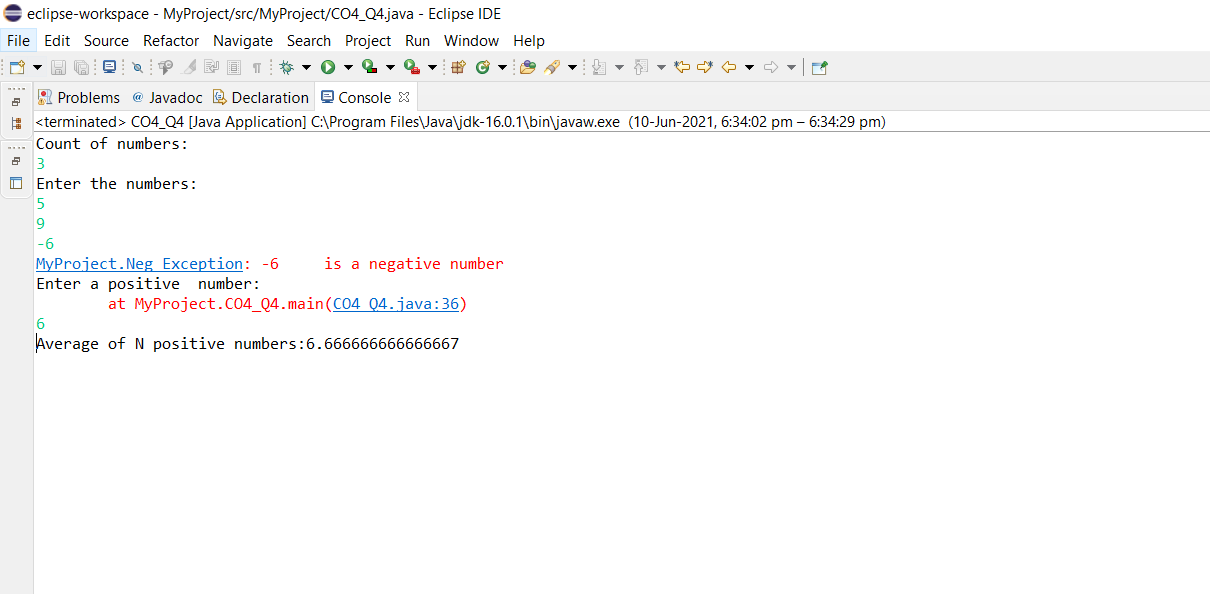 eclipse-workspace - MyProject/src/MyProject/CO4_Q4.java - Eclipse IDE
File Edit Source Refactor Navigate Search Project Run Window Help
Problems @ Javadoc Declaration Console
<terminated> CO4_Q4 [Java Application] C:\Program Files\Java\jdk-16.0.1\bin\javaw.exe (10-Jun-2021, 6:34:02 pm – 6:34:29 pm)
Count of numbers:
3
Enter the numbers:
5
9
-6
MyProject.Neg_Exception: -6     is a negative number
Enter a positive  number:
        at MyProject.CO4_Q4.main(CO4_Q4.java:36)
6
Average of N positive numbers:6.666666666666667